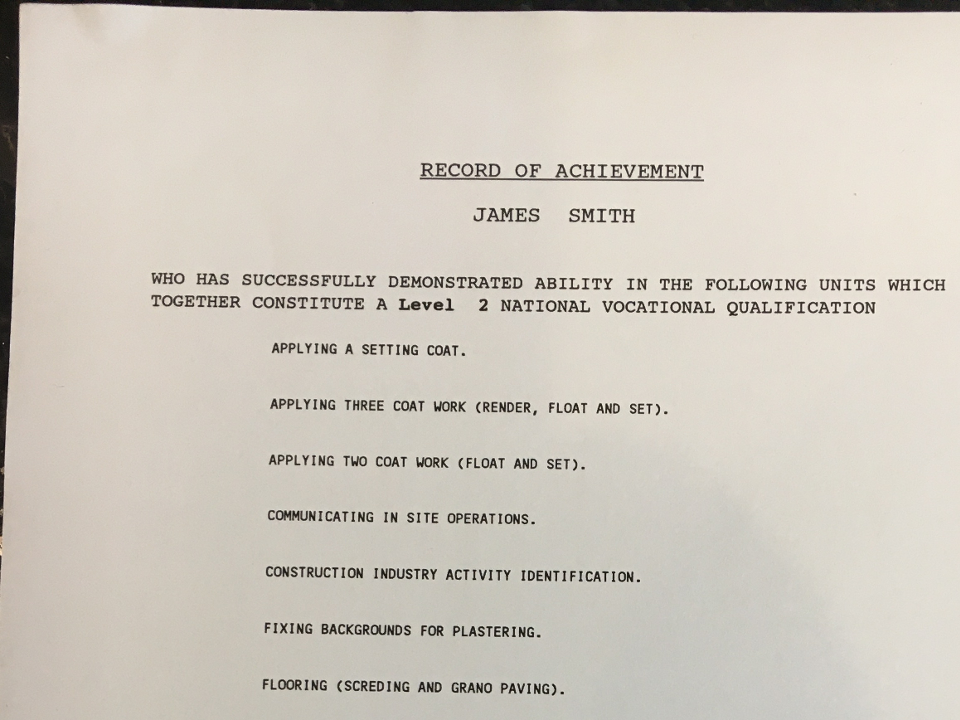 RECORD OF ACHIEVEMENT
JAMES SMITH
WHO HAS SUCCESSFULLY DEMONSTRATED ABILITY IN THE FOLLOWING UNITS WHICH
TOGETHER CONSTITUTE A Level 2 NATIONAL VOCATIONAL QUALIFICATION
APPLYING A SETTING COAT.
APPLYING THREE COAT WORK (RENDER, FLOAT AND SET).
APPLYING TWO COAT WORK (FLOAT AND SET).
COMMUNICATING IN SITE OPERATIONS.
CONSTRUCTION INDUSTRY ACTIVITY IDENTIFICATION.
FIXING BACKGROUNDS FOR PLASTERING.
FLOORING (SCREDING AND GRANO PAVING).